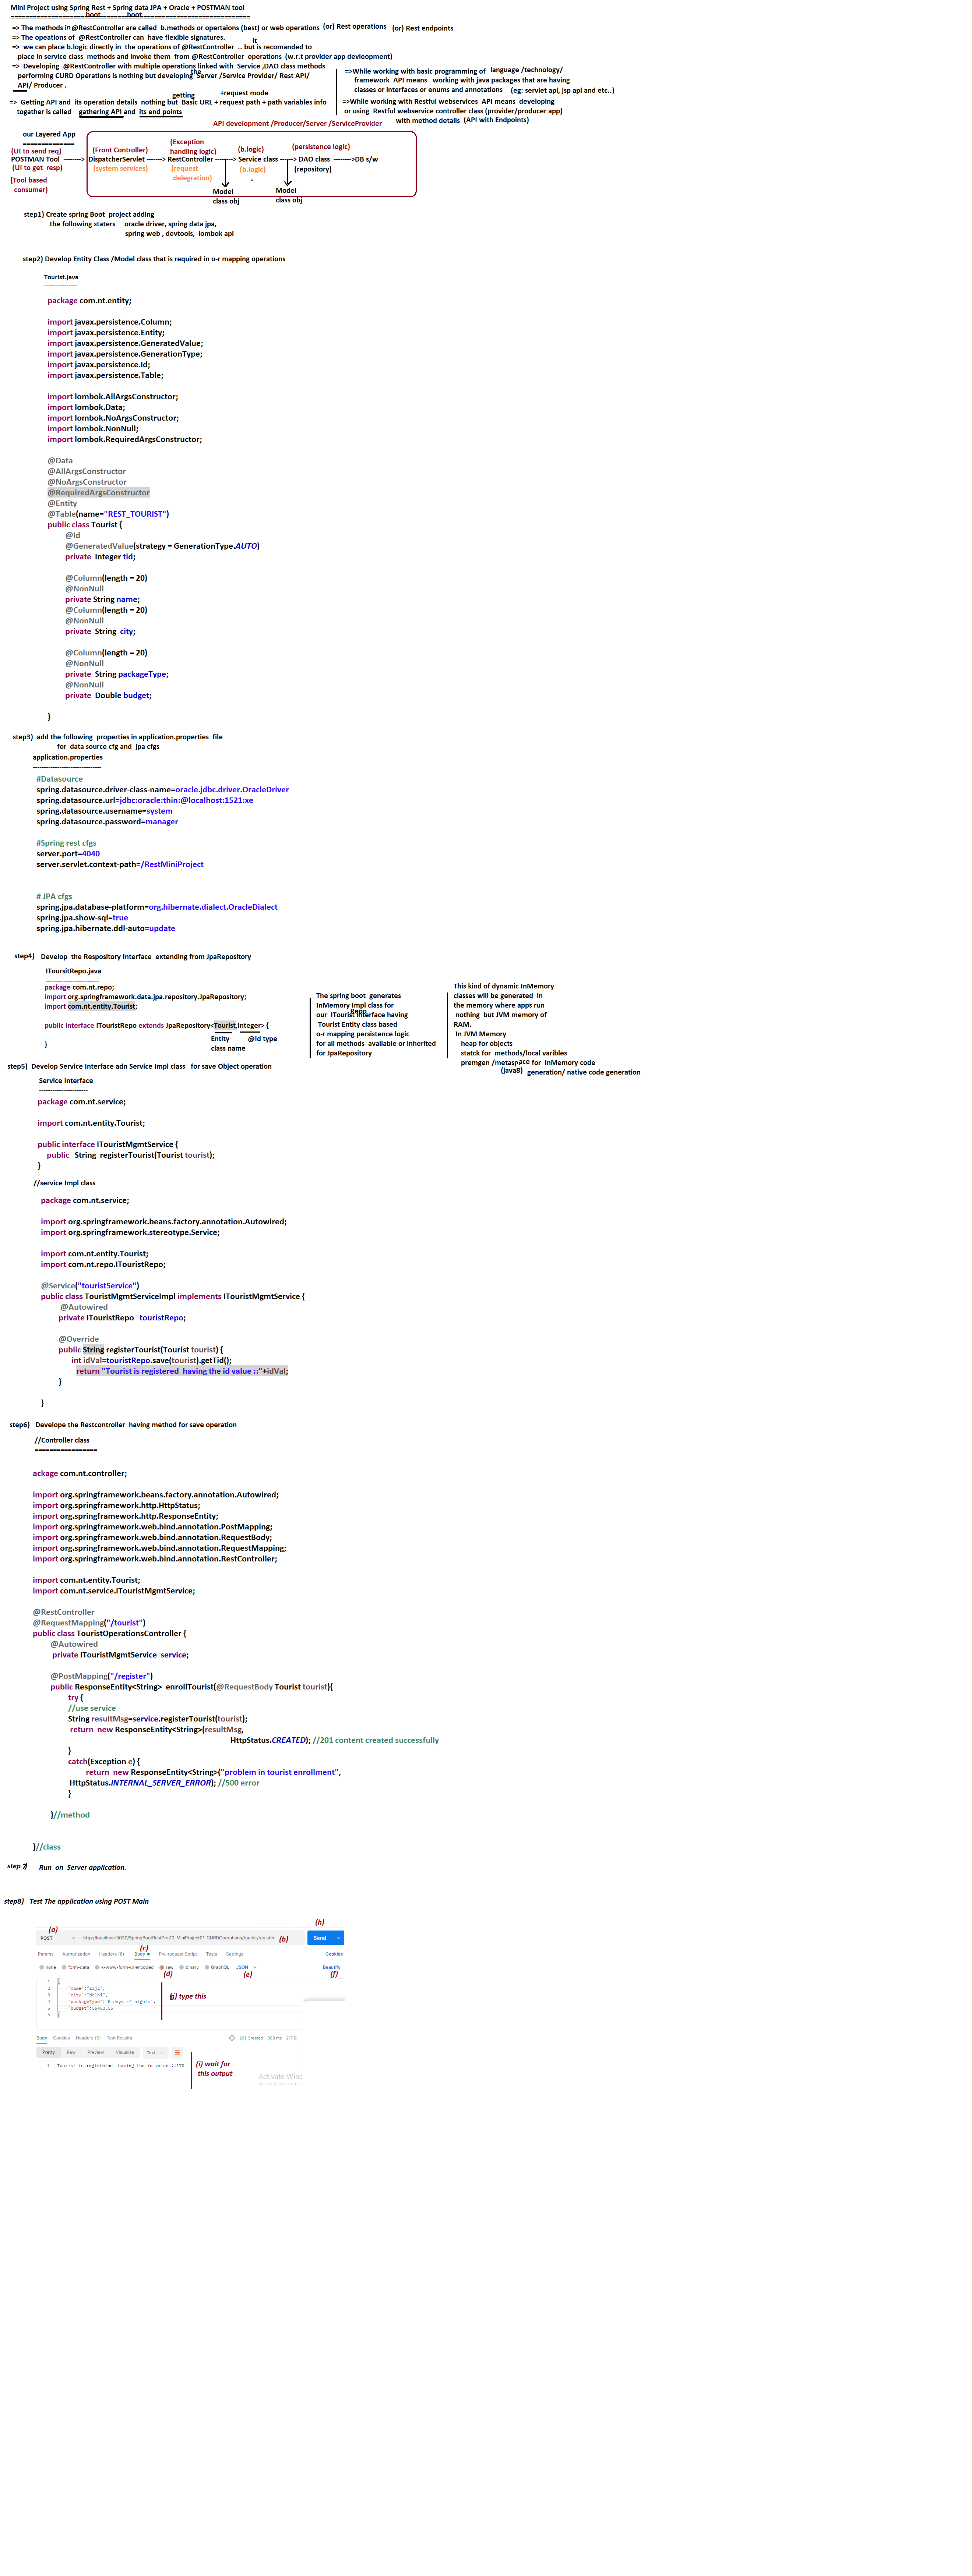 Mini Project using Spring boot Rest + Spring boot data JPA + Oracle + POSTMAN tool
=================================================================
=> The methods in @RestController are called b.methods or opertaions (best) or web operations (or) Rest operations (or) Rest endpoints
=> The opeations of @RestController can have flexible signatures.
=> we can place b.logic directly in the operations of @RestController .. but it is recomanded to
place in service class methods and invoke them from @RestController operations (w.r.t provider app devleopment)
=> Developing @RestController with multiple operations linked with Service ,DAO class methods
performing CURD Operations is nothing but developing the Server /Service Provider/ Rest API/
API/ Producer .
=> Getting API and its operation details nothing but getting Basic URL + request path + path variables info +request mode
togather is called gathering API and its end points
=>While working with basic programming of language /technology/
framework API means working with java packages that are having
classes or interfaces or enums and annotations (eg: servlet api, jsp api and etc..)
=>While working with Restful webservices API means developing
or using Restful webservice controller class (provider/producer app)
with method details (API with Endpoints)
API development /Producer/Server /ServiceProvider
our Layered App
==============
(UI to send req)
POSTMAN Tool --------> DispatcherServlet -------> RestController -------> Service class ------> DAO class -------->DB s/w
(UI to get resp)
[Tool based
consumer)
(Front Controller)
(system services)
(Exception
handling logic)
(request
delegration)
(b.logic)
(b.logic)
(persistence logic)
(repository)
Model
class obj
Model
class obj
step1) Create spring Boot project adding
the following staters oracle driver, spring data jpa,
spring web , devtools, lombok api
step2) Develop Entity Class /Model class that is required in o-r mapping operations
Tourist.java
---------------
package com.nt.entity;
import javax.persistence.Column;
import javax.persistence.Entity;
import javax.persistence.GeneratedValue;
import javax.persistence.GenerationType;
import javax.persistence.Id;
import javax.persistence.Table;
import lombok.AllArgsConstructor;
import lombok.Data;
import lombok.NoArgsConstructor;
import lombok.NonNull;
import lombok.RequiredArgsConstructor;
@Data
@AllArgsConstructor
@NoArgsConstructor
@RequiredArgsConstructor
@Entity
@Table(name="REST_TOURIST")
public class Tourist {
@Id
@GeneratedValue(strategy = GenerationType.AUTO)
private Integer tid;
@Column(length = 20)
@NonNull
private String name;
@Column(length = 20)
@NonNull
private String city;
@Column(length = 20)
@NonNull
private String packageType;
@NonNull
private Double budget;
}
step3) add the following properties in application.properties file
for data source cfg and jpa cfgs
application.properties
-------------------------------
#Datasource
spring.datasource.driver-class-name=oracle.jdbc.driver.OracleDriver
spring.datasource.url=jdbc:oracle:thin:@localhost:1521:xe
spring.datasource.username=system
spring.datasource.password=manager
#Spring rest cfgs
server.port=4040
server.servlet.context-path=/RestMiniProject
# JPA cfgs
spring.jpa.database-platform=org.hibernate.dialect.OracleDialect
spring.jpa.show-sql=true
spring.jpa.hibernate.ddl-auto=update
step4) Develop the Respository Interface extending from JpaRepository
IToursitRepo.java
------------------------
package com.nt.repo;
import org.springframework.data.jpa.repository.JpaRepository;
import com.nt.entity.Tourist;
public interface ITouristRepo extends JpaRepository<Tourist,Integer> {
Entity @Id type
class name
}
The spring boot generates
InMemory Impl class for
our ITourist Repo Interface having
Tourist Entity class based
o-r mapping persistence logic
for all methods available or inherited
for JpaRepository
This kind of dynamic InMemory
classes will be generated in
the memory where apps run
nothing but JVM memory of
RAM.
In JVM Memory
heap for objects
statck for methods/local varibles
premgen /metaspace for InMemory code
(java8) generation/ native code generation
step5) Develop Service Interface adn Service Impl class for save Object operation
Service Interface
----------------------
package com.nt.service;
import com.nt.entity.Tourist;
public interface ITouristMgmtService {
public String registerTourist(Tourist tourist);
}
//service Impl class
package com.nt.service;
import org.springframework.beans.factory.annotation.Autowired;
import org.springframework.stereotype.Service;
import com.nt.entity.Tourist;
import com.nt.repo.ITouristRepo;
@Service("touristService")
public class TouristMgmtServiceImpl implements ITouristMgmtService {
@Autowired
private ITouristRepo touristRepo;
@Override
public String registerTourist(Tourist tourist) {
int idVal=touristRepo.save(tourist).getTid();
return "Tourist is registered having the id value ::"+idVal;
}
}
step6) Develope the Restcontroller having method for save operation
//Controller class
=================
ackage com.nt.controller;
import org.springframework.beans.factory.annotation.Autowired;
import org.springframework.http.HttpStatus;
import org.springframework.http.ResponseEntity;
import org.springframework.web.bind.annotation.PostMapping;
import org.springframework.web.bind.annotation.RequestBody;
import org.springframework.web.bind.annotation.RequestMapping;
import org.springframework.web.bind.annotation.RestController;
import com.nt.entity.Tourist;
import com.nt.service.ITouristMgmtService;
@RestController
@RequestMapping("/tourist")
public class TouristOperationsController {
@Autowired
private ITouristMgmtService service;
@PostMapping("/register")
public ResponseEntity<String> enrollTourist(@RequestBody Tourist tourist){
try {
//use service
String resultMsg=service.registerTourist(tourist);
return new ResponseEntity<String>(resultMsg,
HttpStatus.CREATED); //201 content created successfully
}
catch(Exception e) {
return new ResponseEntity<String>("problem in tourist enrollment",
HttpStatus.INTERNAL_SERVER_ERROR); //500 error
}
}//method
}//class
step 7) Run on Server application.
step8) Test The application using POST Main
(a) (h)
POST http://localhost:3030/SpringBootRestProj10-MiniProject01-CURDOperations/tourist/register (b) Send
(c)
Params Authorization Headers (8) Body Pre-request Script Tests Settings Cookies
none form-data x-www-form-urlencoded raw binary GraphQL JSON Beautify
(d) (e) (f)
1 {
2 "name":"raja",
3 "city":"delhi",
4 "packageType":"5 days -4 nights",
5 "budget":56463.56
6 }
(g) type this
Body Cookies Headers (5) Test Results 201 Created 503 ms 217 B
Pretty Raw Preview Visualize Text
1 Tourist is registered having the id value ::178
(i) wait for
this output
Activate Winc